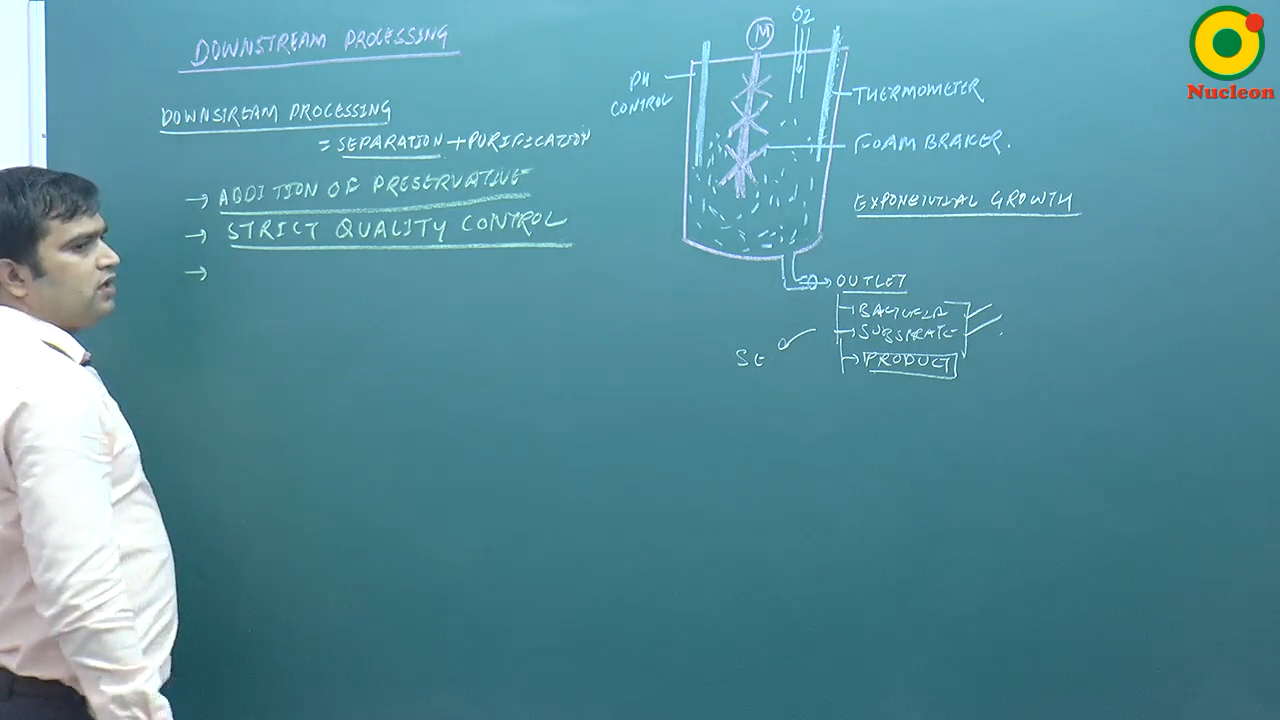 DOWNSTREAM PROCESSING
DOWNSTREAM PROCESSING
= SEPARATION + PURIFICATION
→ ADDITION OF PRESERVATIVE
→ STRICT QUALITY CONTROL
→
M
O2
PH
CONTROL
THERMOMETER
FOAM BRAKER.
EXPONENTIAL GROWTH
OUTLET
→ BACTERIA
→ SUBSTRATE
→ PRODUCT
SE
Nucleon